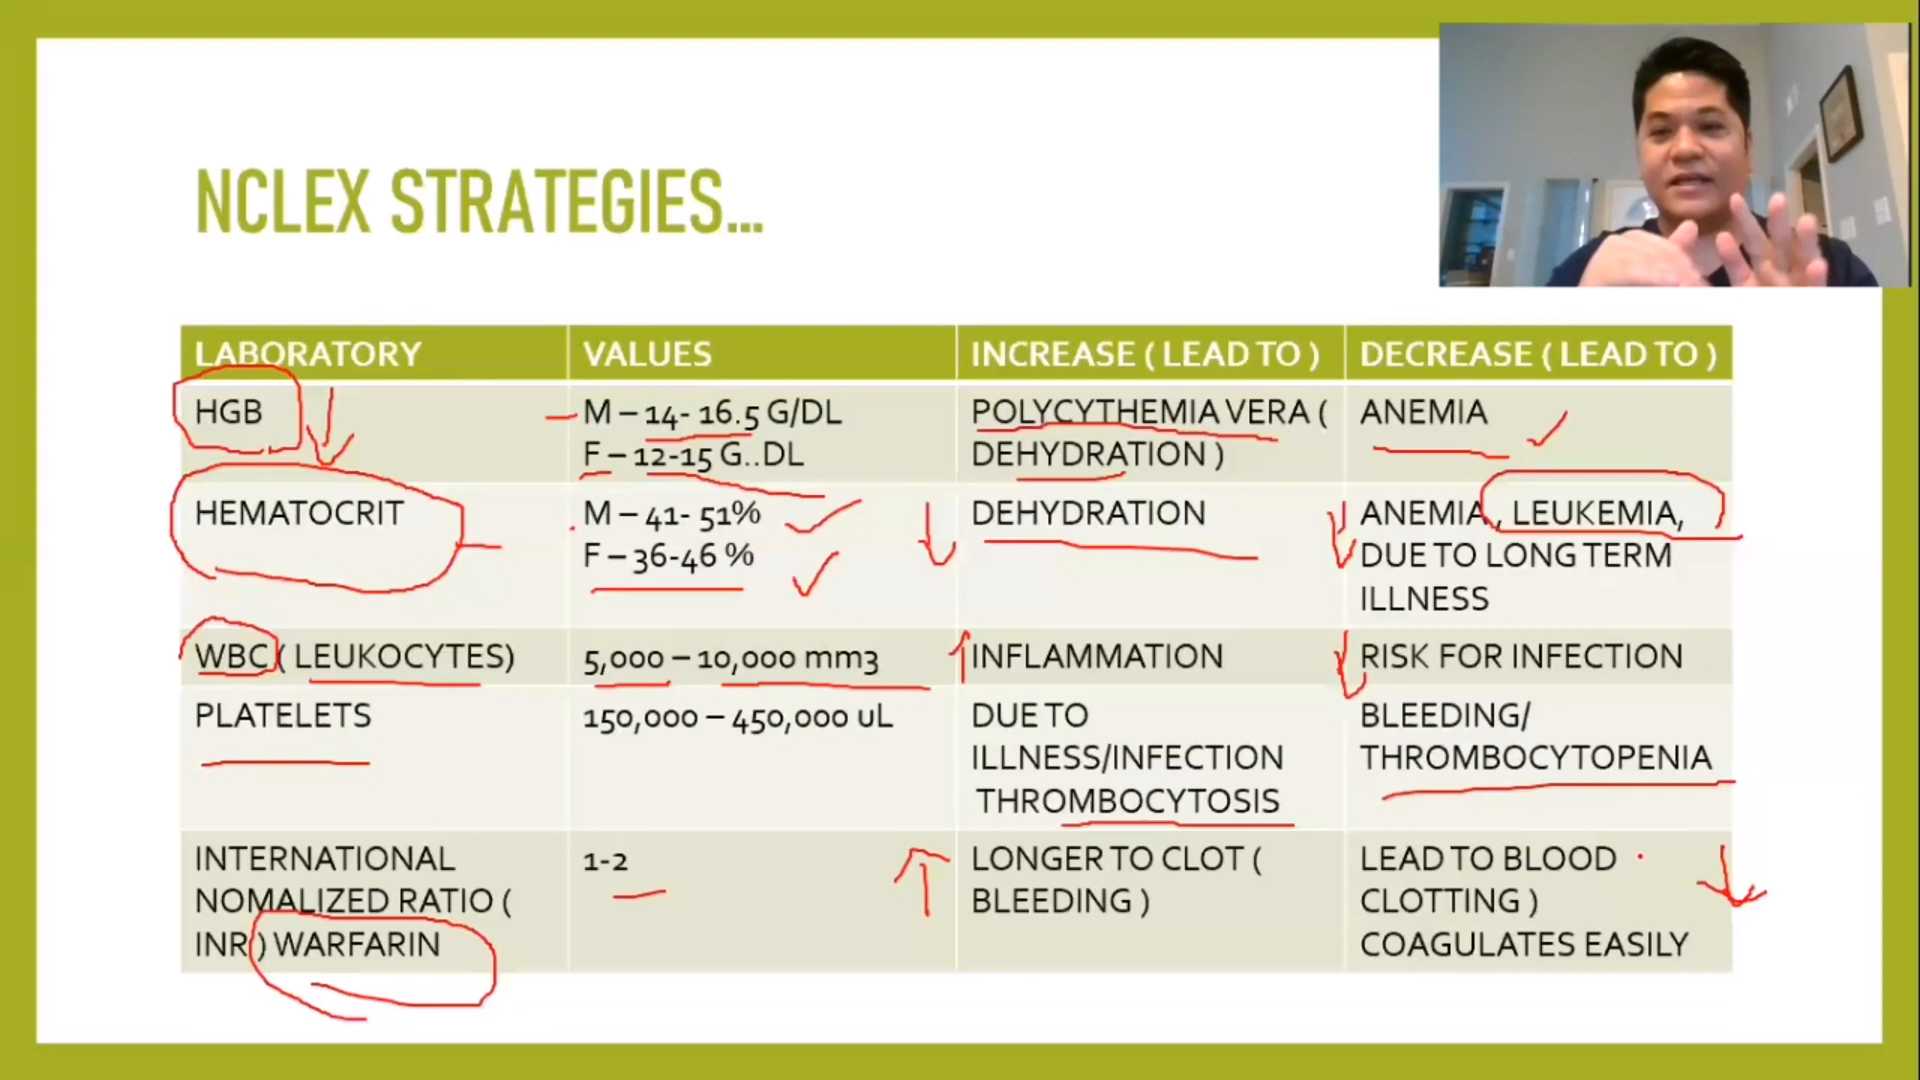 NCLEX STRATEGIES...
LABORATORY
VALUES
INCREASE ( LEAD TO )
DECREASE ( LEAD TO )
HGB
M – 14- 16.5 G/DL
F – 12-15 G..DL
POLYCYTHEMIA VERA (
DEHYDRATION )
ANEMIA
HEMATOCRIT
M – 41- 51%
F – 36-46 %
DEHYDRATION
ANEMIA, LEUKEMIA,
DUE TO LONG TERM
ILLNESS
WBC ( LEUKOCYTES)
5,000 – 10,000 mm3
INFLAMMATION
RISK FOR INFECTION
PLATELETS
150,000 – 450,000 uL
DUE TO
ILLNESS/INFECTION
THROMBOCYTOSIS
BLEEDING/
THROMBOCYTOPENIA
INTERNATIONAL
NOMALIZED RATIO (
INR) WARFARIN
1-2
LONGER TO CLOT (
BLEEDING )
LEAD TO BLOOD
CLOTTING )
COAGULATES EASILY